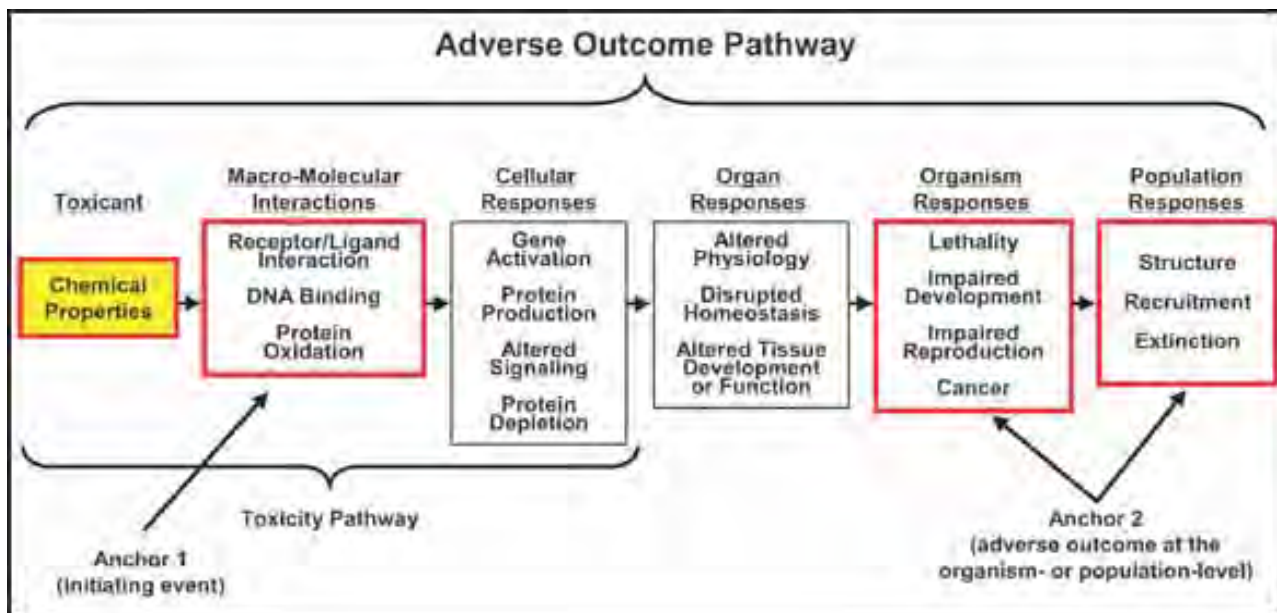 Adverse Outcome Pathway
Toxicant
Macro-Molecular
Interactions
Cellular
Responses
Organ
Responses
Organism
Responses
Population
Responses
Chemical
Properties
Receptor/Ligand
Interaction
DNA Binding
Protein
Oxidation
Gene
Activation
Protein
Production
Altered
Signaling
Protein
Depletion
Altered
Physiology
Disrupted
Homeostasis
Altered Tissue
Development
or Function
Lethality
Impaired
Development
Impaired
Reproduction
Cancer
Structure
Recruitment
Extinction
Toxicity Pathway
Anchor 1
(initiating event)
Anchor 2
(adverse outcome at the
organism- or population-level)